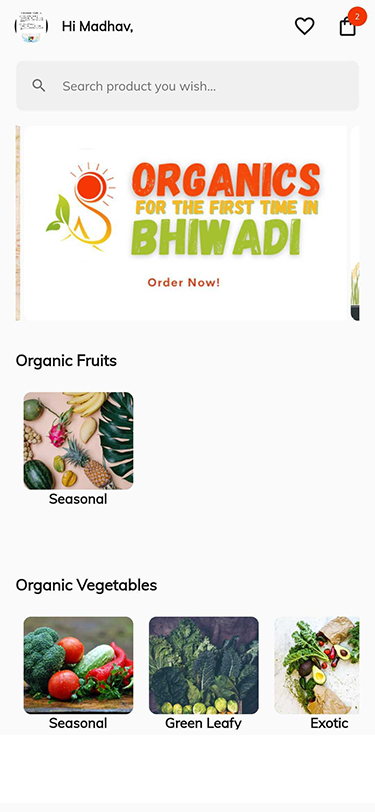 Hi Madhav,
2
Search product you wish...
ORGANICS
FOR THE FIRST TIME IN
BHIWADI
Order Now!
Organic Fruits
Seasonal
Organic Vegetables
Seasonal
Green Leafy
Exotic